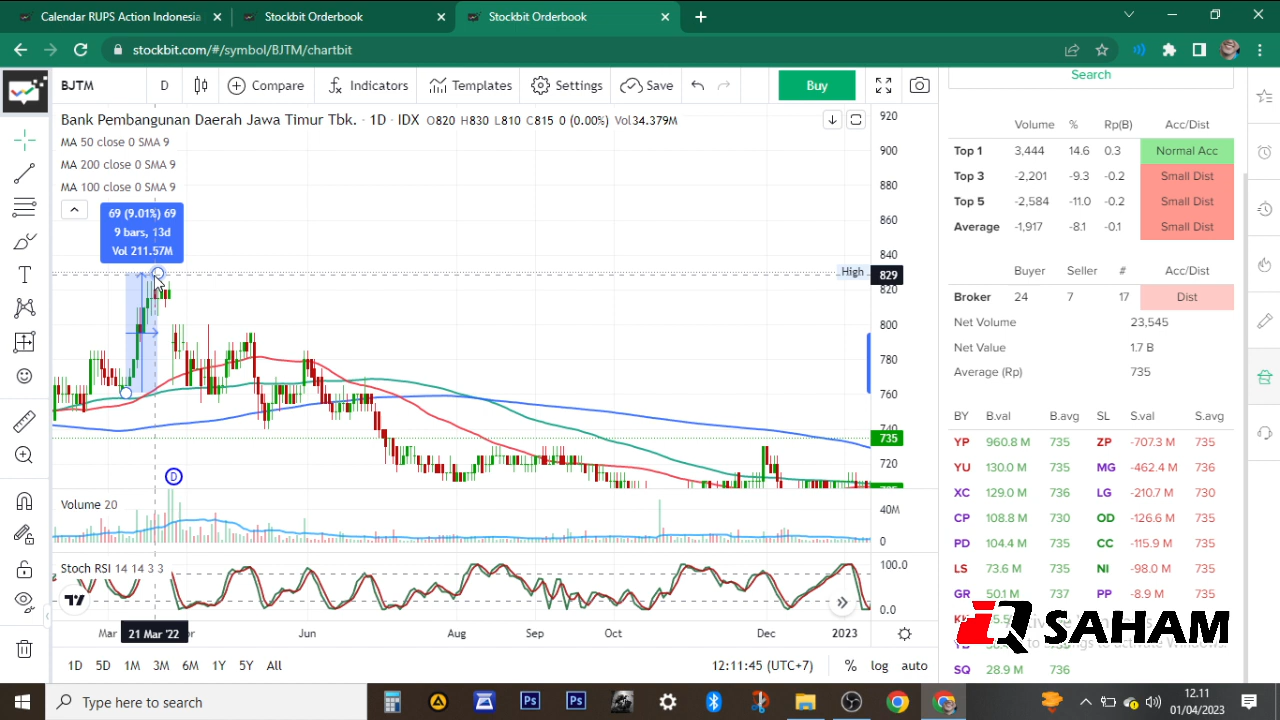 Calendar RUPS Action Indonesia
Stockbit Orderbook
Stockbit Orderbook
stockbit.com/#/symbol/BJTM/chartbit
BJTM D Compare Indicators Templates Settings Save Buy
Bank Pembangunan Daerah Jawa Timur Tbk. · 1D · IDX O820 H830 L810 C815 0 (0.00%) Vol34.379M
MA 50 close 0 SMA 9
MA 200 close 0 SMA 9
MA 100 close 0 SMA 9
69 (9.01%) 69
9 bars, 13d
Vol 211.57M
920
900
880
860
840
High 829
820
800
780
760
740
735
720
D
Volume 20
40M
0
Stoch RSI 14 14 3 3
100.0
0.0
Mar 21 Mar '22 Jun Aug Sep Oct Dec 2023
1D 5D 1M 3M 6M 1Y 5Y All
12:11:45 (UTC+7) % log auto
Search
Volume % Rp(B) Acc/Dist
Top 1 3,444 14.6 0.3 Normal Acc
Top 3 -2,201 -9.3 -0.2 Small Dist
Top 5 -2,584 -11.0 -0.2 Small Dist
Average -1,917 -8.1 -0.1 Small Dist
Buyer Seller # Acc/Dist
Broker 24 7 17 Dist
Net Volume 23,545
Net Value 1.7 B
Average (Rp) 735
BY B.val B.avg SL S.val S.avg
YP 960.8 M 735 ZP -707.3 M 735
YU 130.0 M 735 MG -462.4 M 736
XC 129.0 M 736 LG -210.7 M 730
CP 108.8 M 730 OD -126.6 M 735
PD 104.4 M 735 CC -115.9 M 735
LS 73.6 M 735 NI -98.0 M 735
GR 50.1 M 737 PP -8.9 M 735
SQ 28.9 M 736
IQ SAHAM
to activate Windows.
Type here to search
12.11
01/04/2023